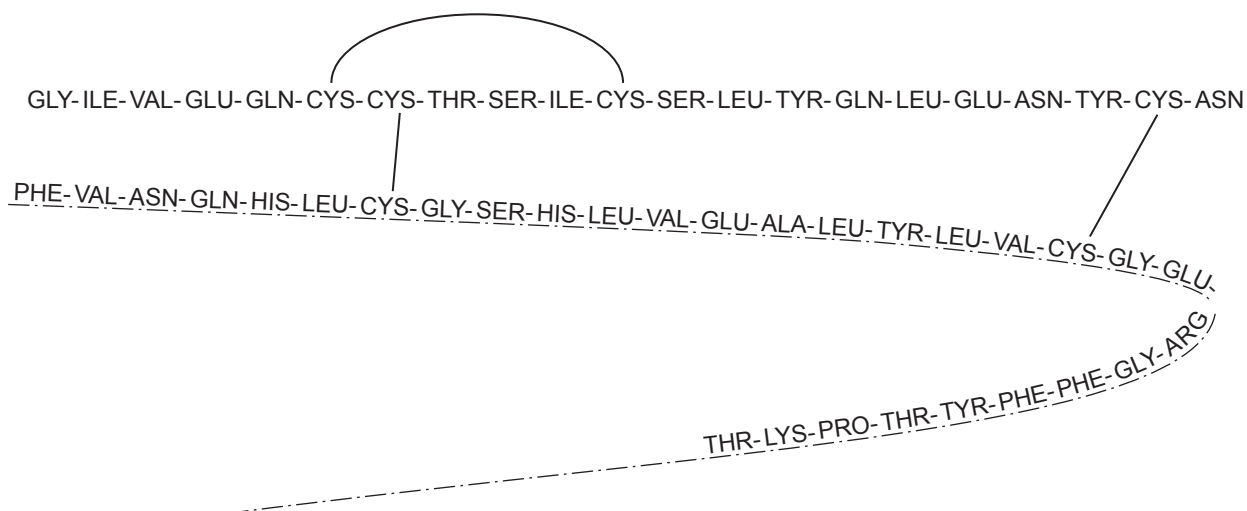 GLY-ILE-VAL-GLU-GLN-CYS-CYS-THR-SER-ILE-CYS-SER-LEU-TYR-GLN-LEU-GLU-ASN-TYR-CYS-ASN
PHE-VAL-ASN-GLN-HIS-LEU-CYS-GLY-SER-HIS-LEU-VAL-GLU-ALA-LEU-TYR-LEU-VAL-CYS-GLY-GLU-
THR-LYS-PRO-THR-TYR-PHE-PHE-GLY-ARG